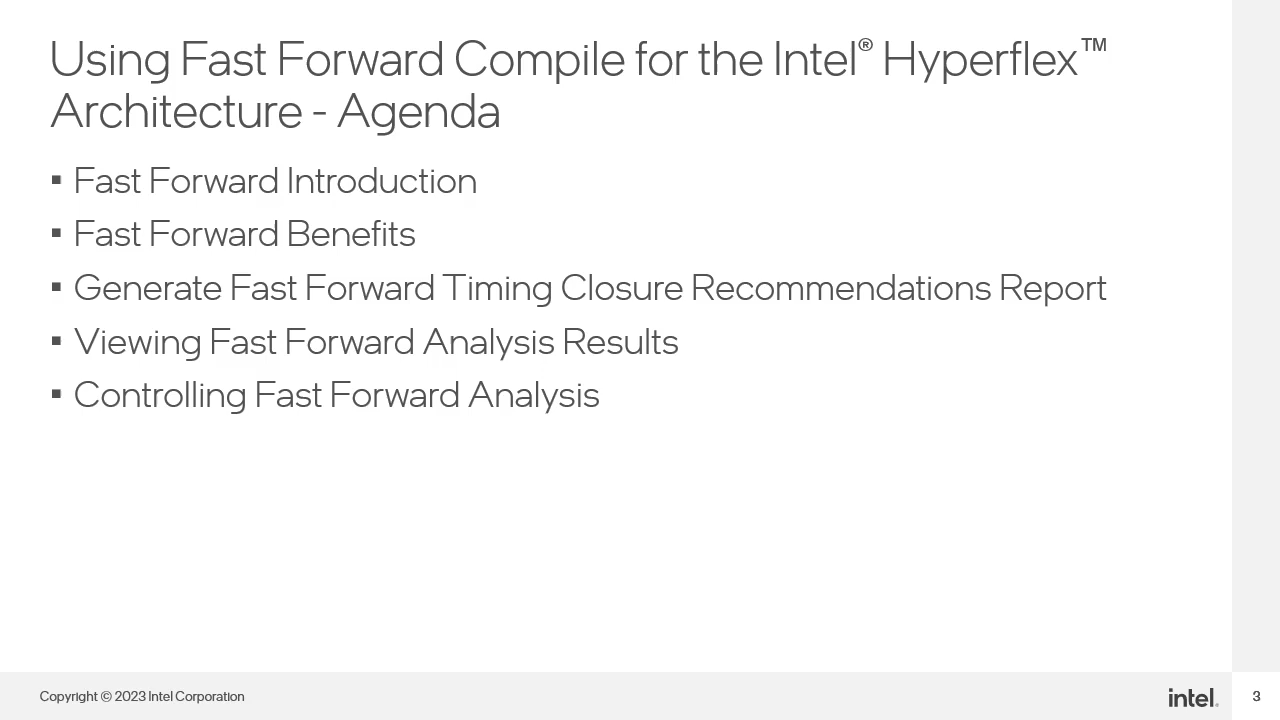 Using Fast Forward Compile for the Intel® Hyperflex™
Architecture - Agenda
▪ Fast Forward Introduction
▪ Fast Forward Benefits
▪ Generate Fast Forward Timing Closure Recommendations Report
▪ Viewing Fast Forward Analysis Results
▪ Controlling Fast Forward Analysis
Copyright © 2023 Intel Corporation
intel.
3